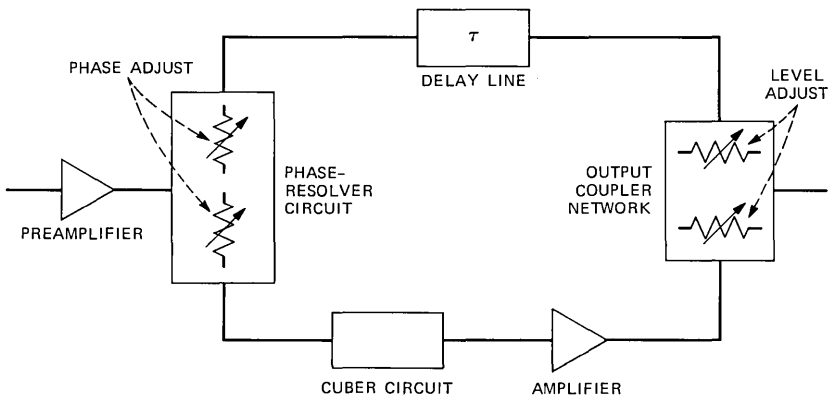 τ
DELAY LINE
PHASE ADJUST
LEVEL
ADJUST
PHASE-
RESOLVER
CIRCUIT
OUTPUT
COUPLER
NETWORK
PREAMPLIFIER
CUBER CIRCUIT
AMPLIFIER